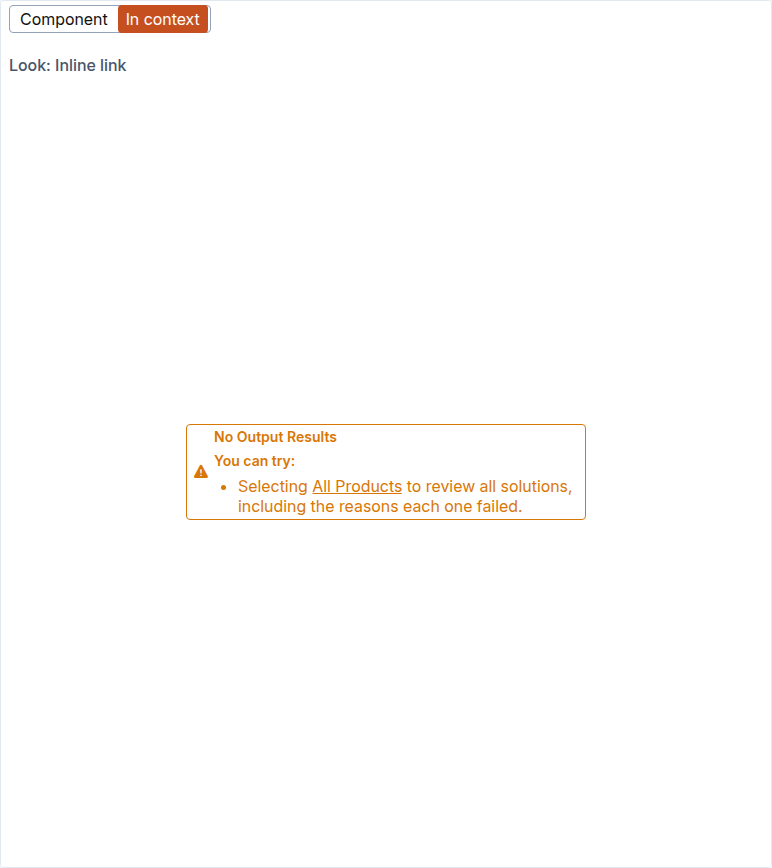 Component In context
Look: Inline link
No Output Results
You can try:
• Selecting All Products to review all solutions,
including the reasons each one failed.